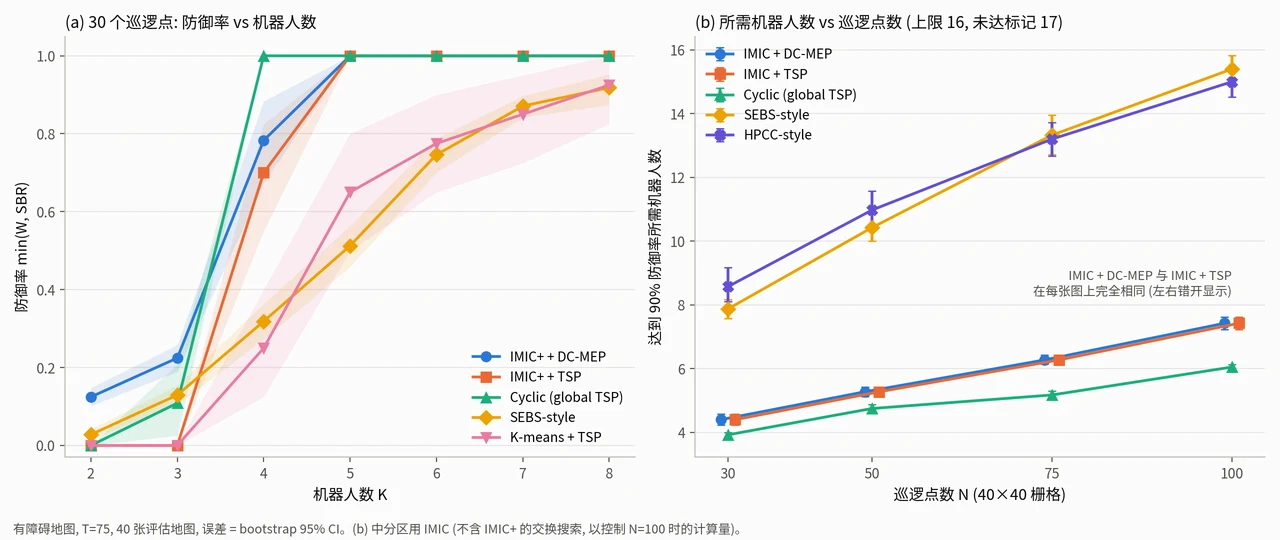 (a) 30 个巡逻点: 防御率 vs 机器人数
防御率 min(W, SBR)
1.0
0.8
0.6
0.4
0.2
0.0
2
3
4
5
6
7
8
机器人数 K
IMIC+ + DC-MEP
IMIC+ + TSP
Cyclic (global TSP)
SEBS-style
K-means + TSP
(b) 所需机器人数 vs 巡逻点数 (上限 16, 未达标记 17)
达到 90% 防御率所需机器人数
16
14
12
10
8
6
4
30
50
75
100
巡逻点数 N (40×40 栅格)
IMIC + DC-MEP
IMIC + TSP
Cyclic (global TSP)
SEBS-style
HPCC-style
IMIC + DC-MEP 与 IMIC + TSP
在每张图上完全相同 (左右错开显示)
有障碍地图, T=75, 40 张评估地图, 误差 = bootstrap 95% CI。(b) 中分区用 IMIC (不含 IMIC+ 的交换搜索, 以控制 N=100 时的计算量)。